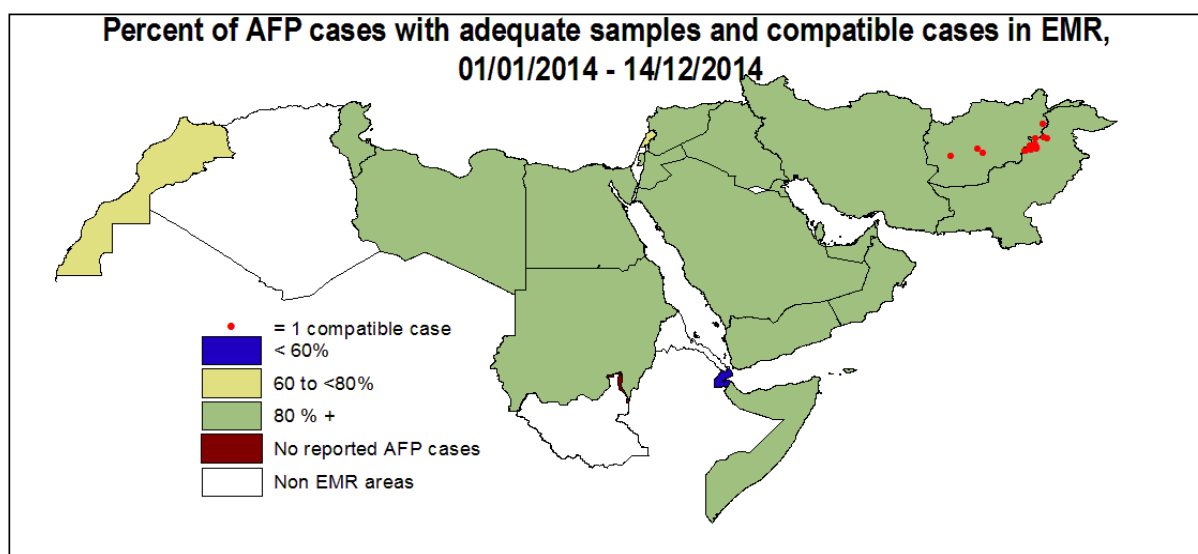 Percent of AFP cases with adequate samples and compatible cases in EMR,
01/01/2014 - 14/12/2014
= 1 compatible case
< 60%
60 to <80%
80 % +
No reported AFP cases
Non EMR areas